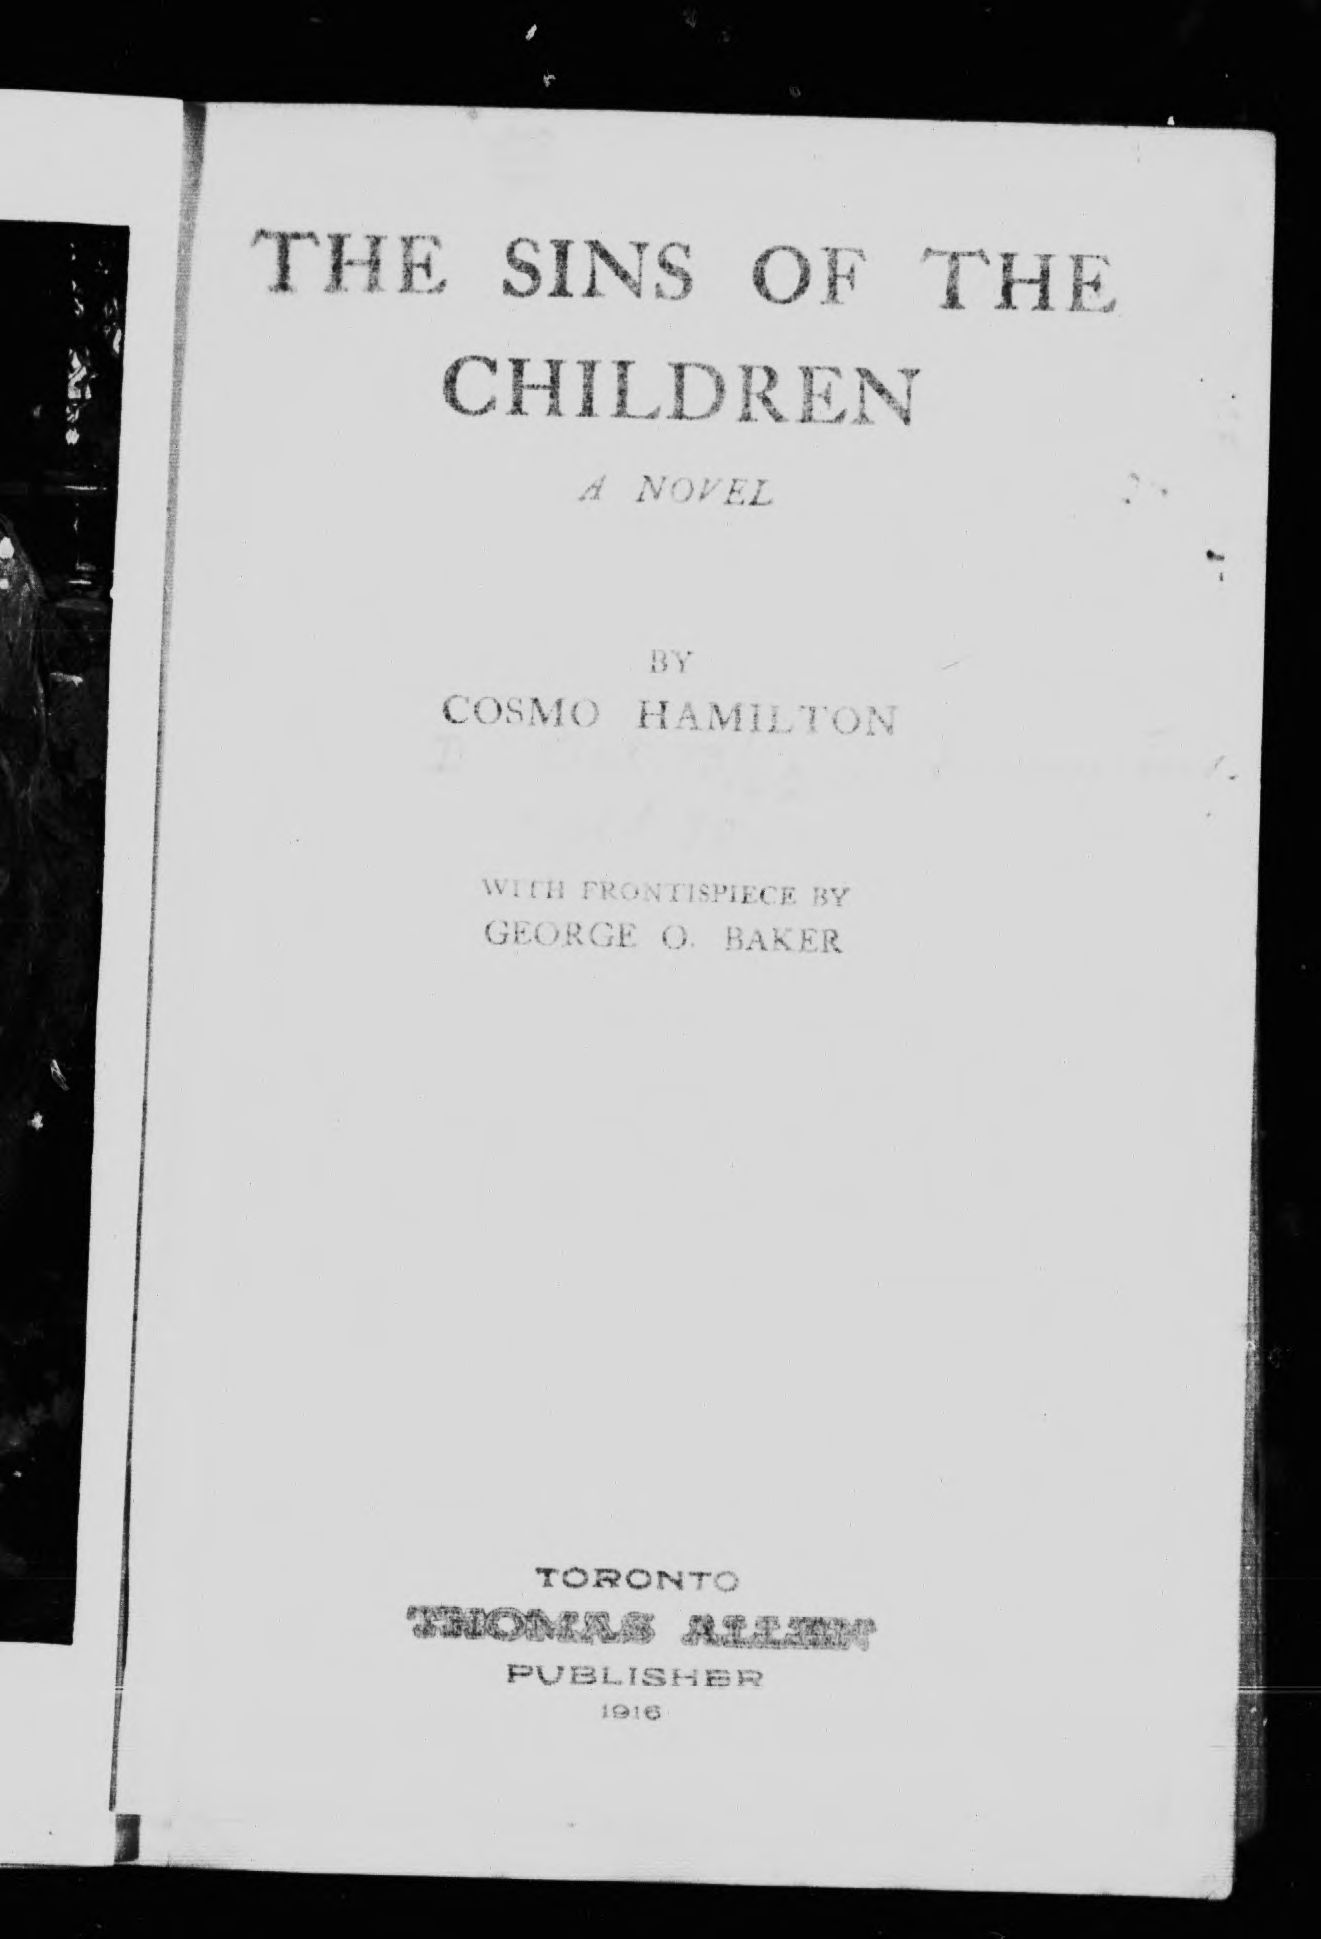 THE SINS OF THE
CHILDREN
A NOVEL
BY
COSMO HAMILTON
WITH FRONTISPIECE BY
GEORGE O. BAKER
TORONTO
THOMAS ALLEN
PUBLISHER
1916